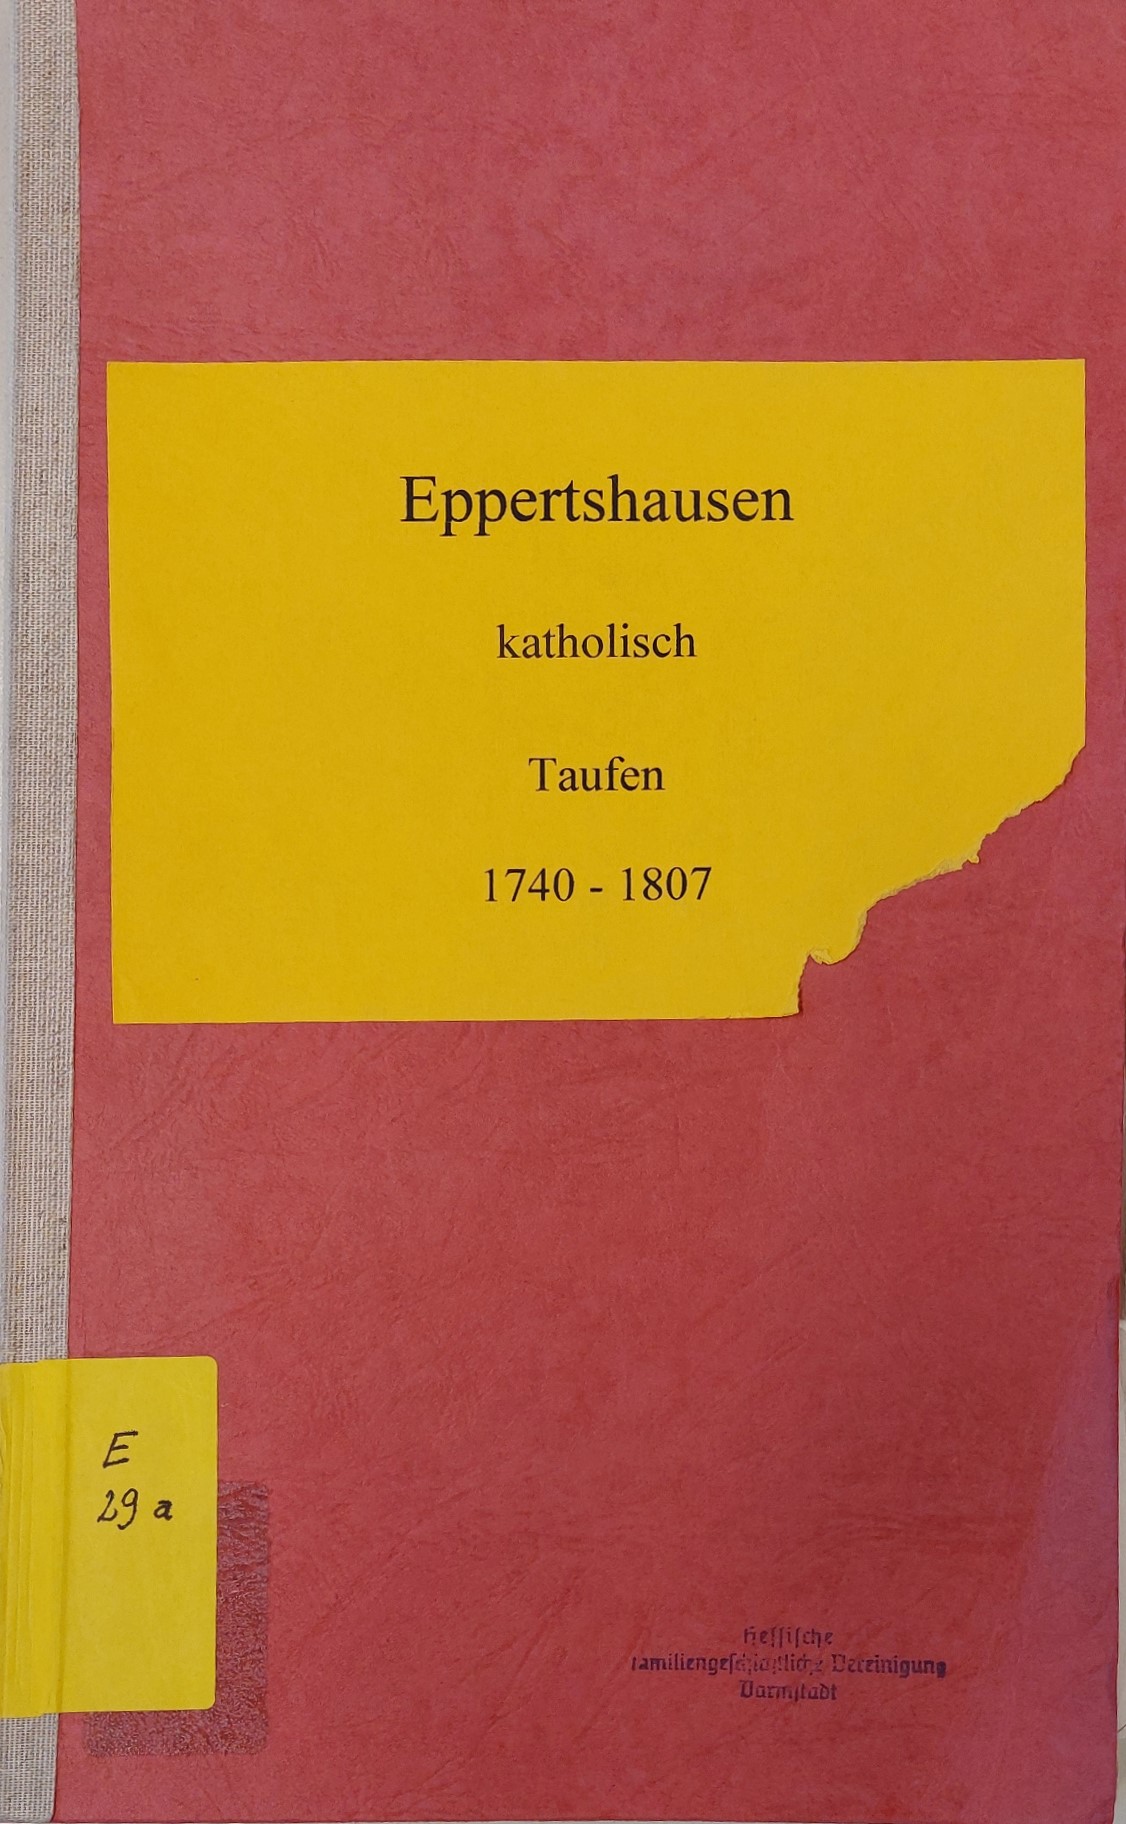 Eppertshausen
katholisch
Taufen
1740 - 1807
E
29 a
Hessische
familiengeschichtliche Vereinigung
Darmstadt